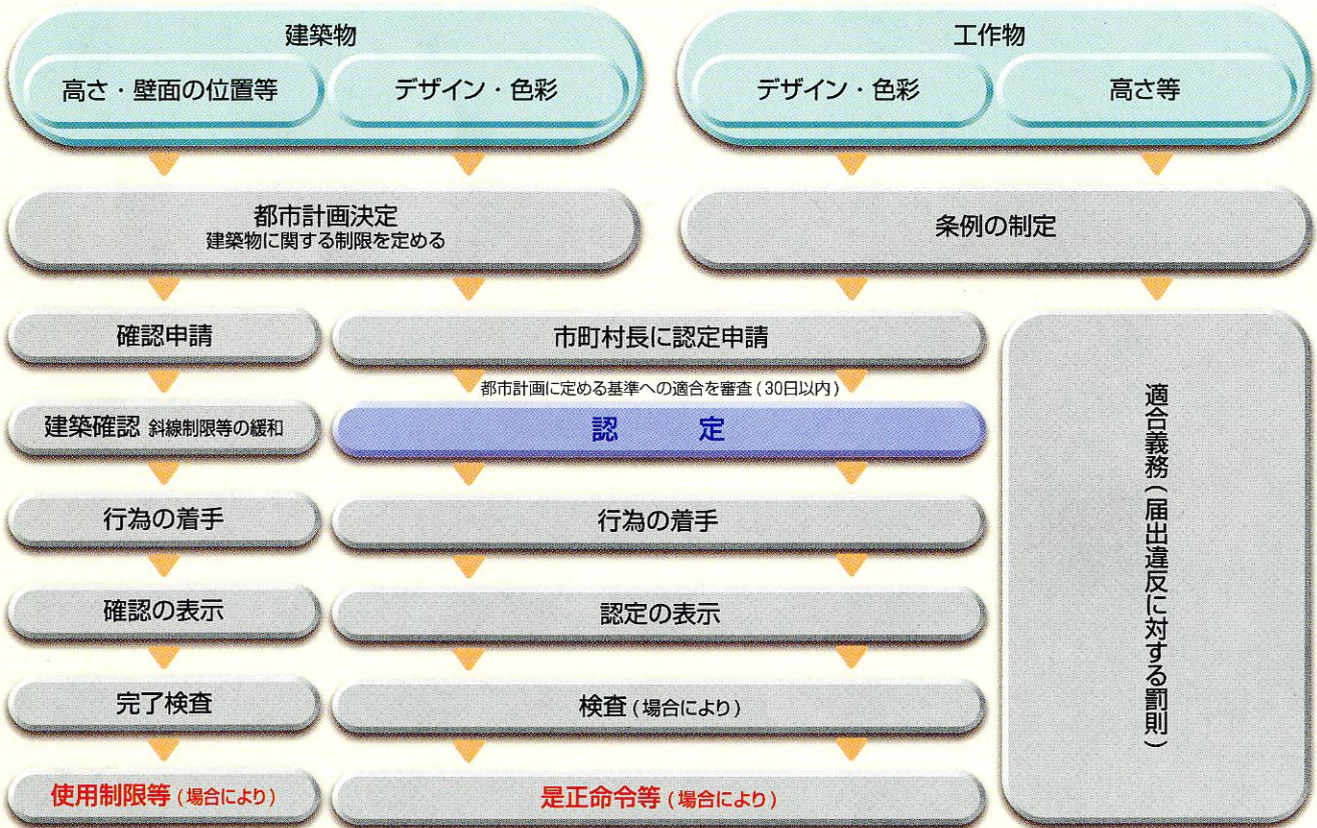 建築物
高さ・壁面の位置等
デザイン・色彩
工作物
デザイン・色彩
高さ等
都市計画決定
建築物に関する制限を定める
条例の制定
確認申請
市町村長に認定申請
都市計画に定める基準への適合を審査(30日以内)
建築確認 斜線制限等の緩和
認 定
行為の着手
行為の着手
確認の表示
認定の表示
完了検査
検査(場合により)
使用制限等(場合により)
是正命令等(場合により)
適合義務(届出違反に対する罰則)